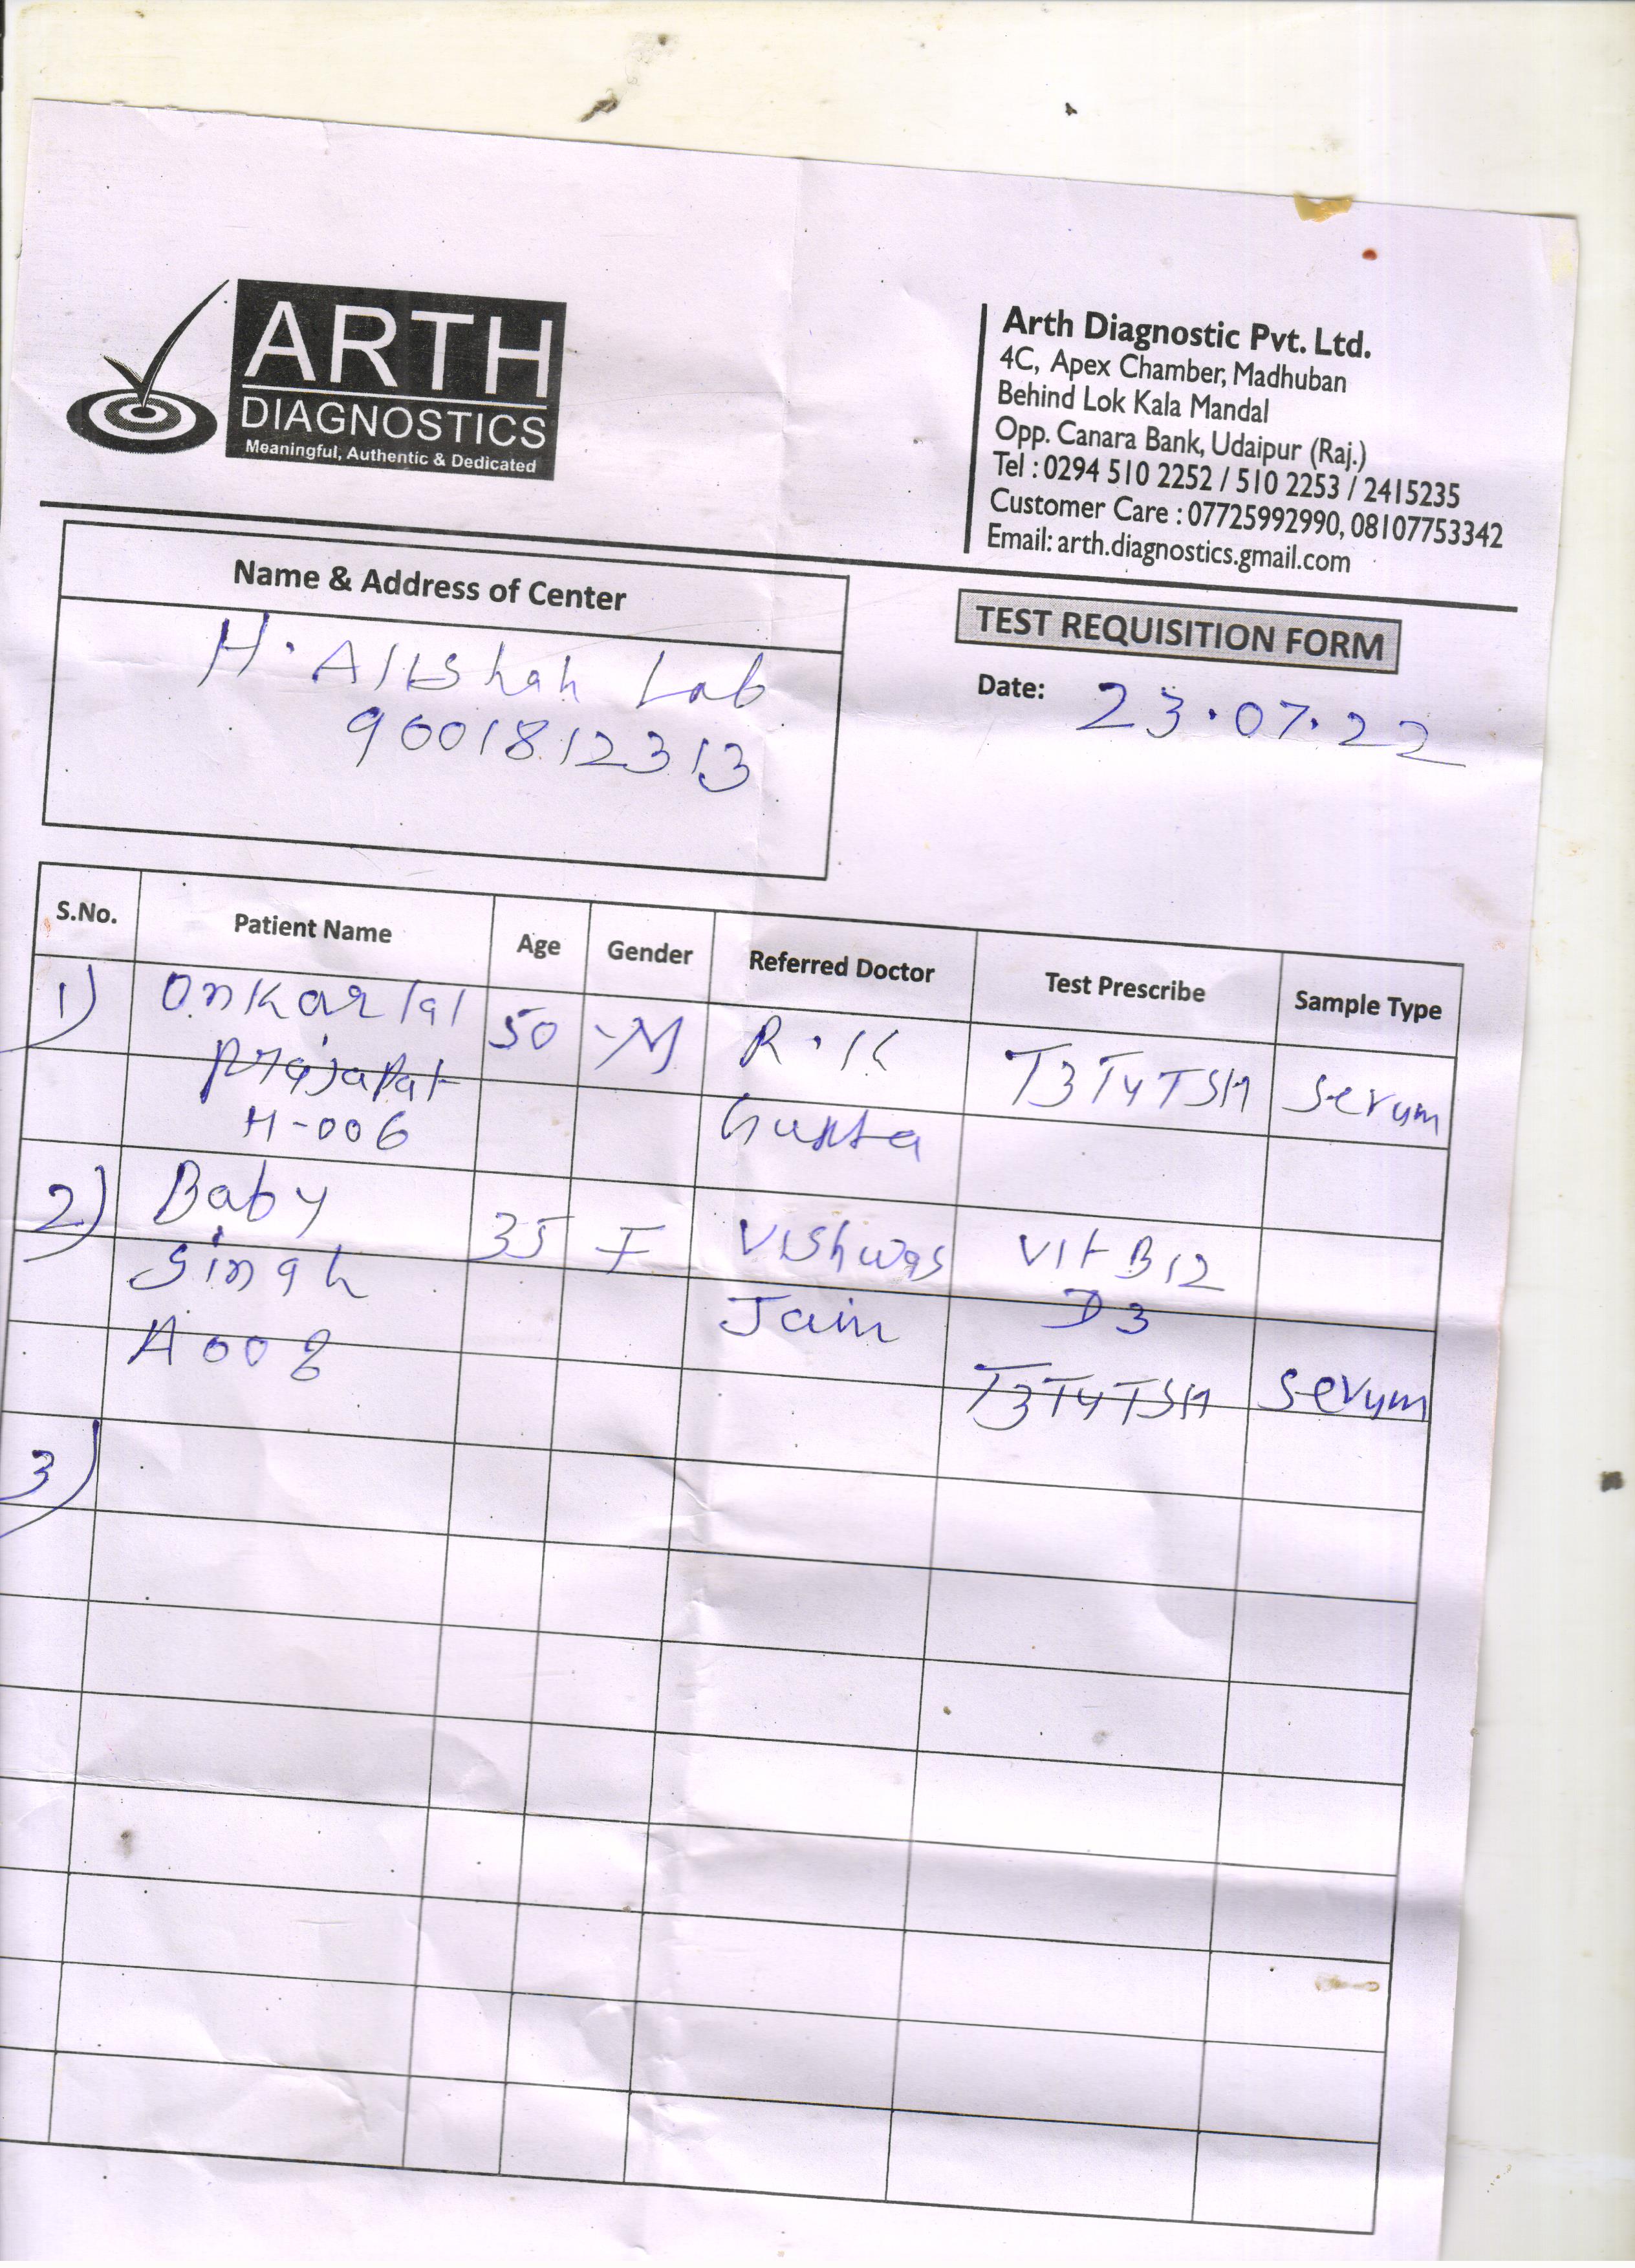 ARTH
DIAGNOSTICS
Meaningful, Authentic & Dedicated
Arth Diagnostic Pvt. Ltd.
4C, Apex Chamber, Madhuban
Behind Lok Kala Mandal
Opp. Canara Bank, Udaipur (Raj.)
Tel : 0294 510 2252 / 510 2253 / 2415235
Customer Care : 07725992990, 08107753342
Email: arth.diagnostics.gmail.com
Name & Address of Center
H. Lab
9001812313
TEST REQUISITION FORM
Date: 23.07.22
S.No. Patient Name Age Gender Referred Doctor Test Prescribe Sample Type
1) Onkar lal 50 M R.K T3T4TSH Serum
Prajapat Gupta
H-006
2) Baby 35 F Vishwas Vit B12
Singh Jain D3
A008 T3T4TSH Serum
3)